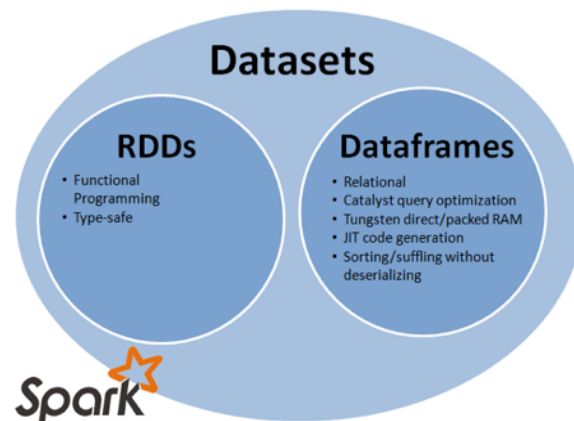 Datasets
RDDs
• Functional
Programming
• Type-safe
Dataframes
• Relational
• Catalyst query optimization
• Tungsten direct/packed RAM
• JIT code generation
• Sorting/suffling without
deserializing
Spark